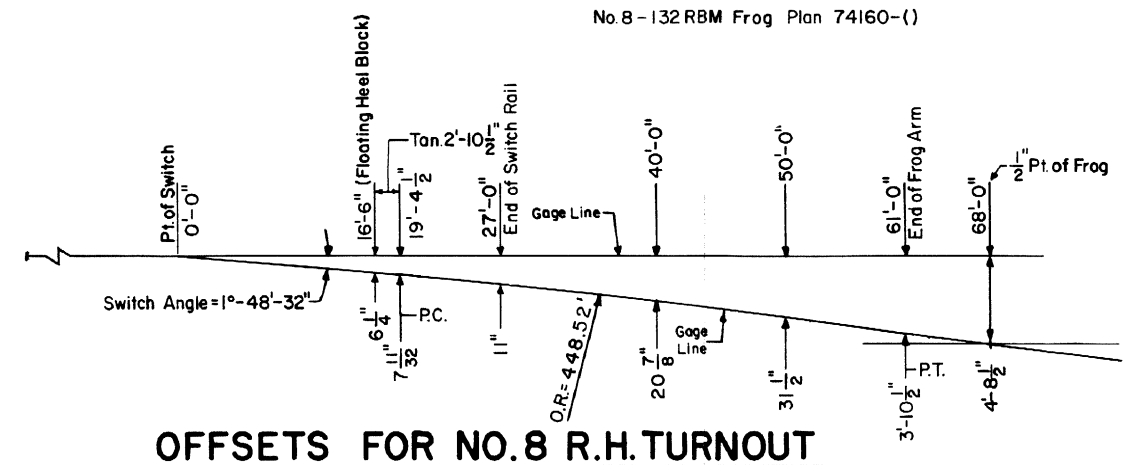 No. 8-132 RBM Frog Plan 74160-()
Pt. of Switch
0'-0"
16'-6" (Floating Heel Block)
Tan. 2'-10 1/2"
19'-4 1/2"
27'-0"
End of Switch Rail
Gage Line
40'-0"
50'-0"
61'-0"
End of Frog Arm
68'-0"
1/2" Pt. of Frog
Switch Angle = 1°-48'-32"
6 1/4"
P.C.
7 11/32"
11"
O.R. = 448.52'
20 7/8"
Gage
Line
31 1/2"
P.T.
3'-10 1/2"
4'-8 1/2"
OFFSETS FOR NO. 8 R.H. TURNOUT